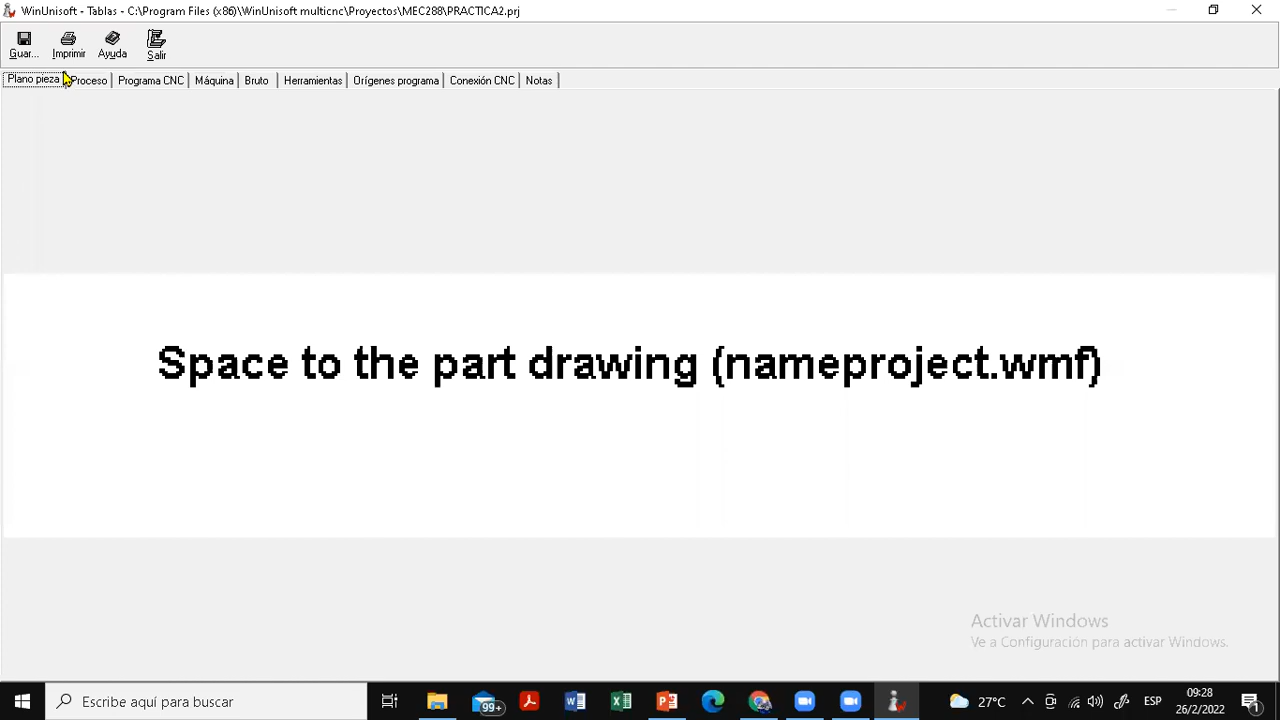 WinUnisoft - Tablas - C:\Program Files (x86)\WinUnisoft multicnc\Proyectos\MEC288\PRACTICA2.prj
Guar... Imprimir Ayuda Salir
Plano pieza Proceso Programa CNC Máquina Bruto Herramientas Orígenes programa Conexión CNC Notas
Space to the part drawing (nameproject.wmf)
Activar Windows
Ve a Configuración para activar Windows.
Escribe aquí para buscar 99+ 27°C ESP 09:28
26/2/2022 1